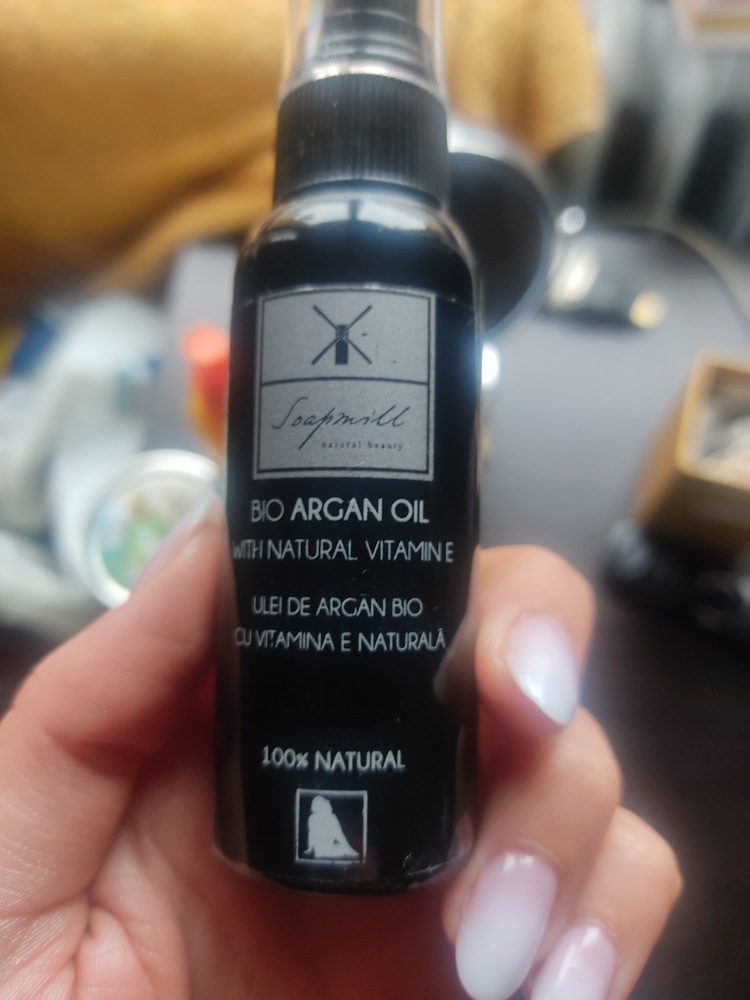 Soapmill
natural beauty
BIO ARGAN OIL
WITH NATURAL VITAMIN E
ULEI DE ARGAN BIO
CU VITAMINA E NATURALĂ
100% NATURAL